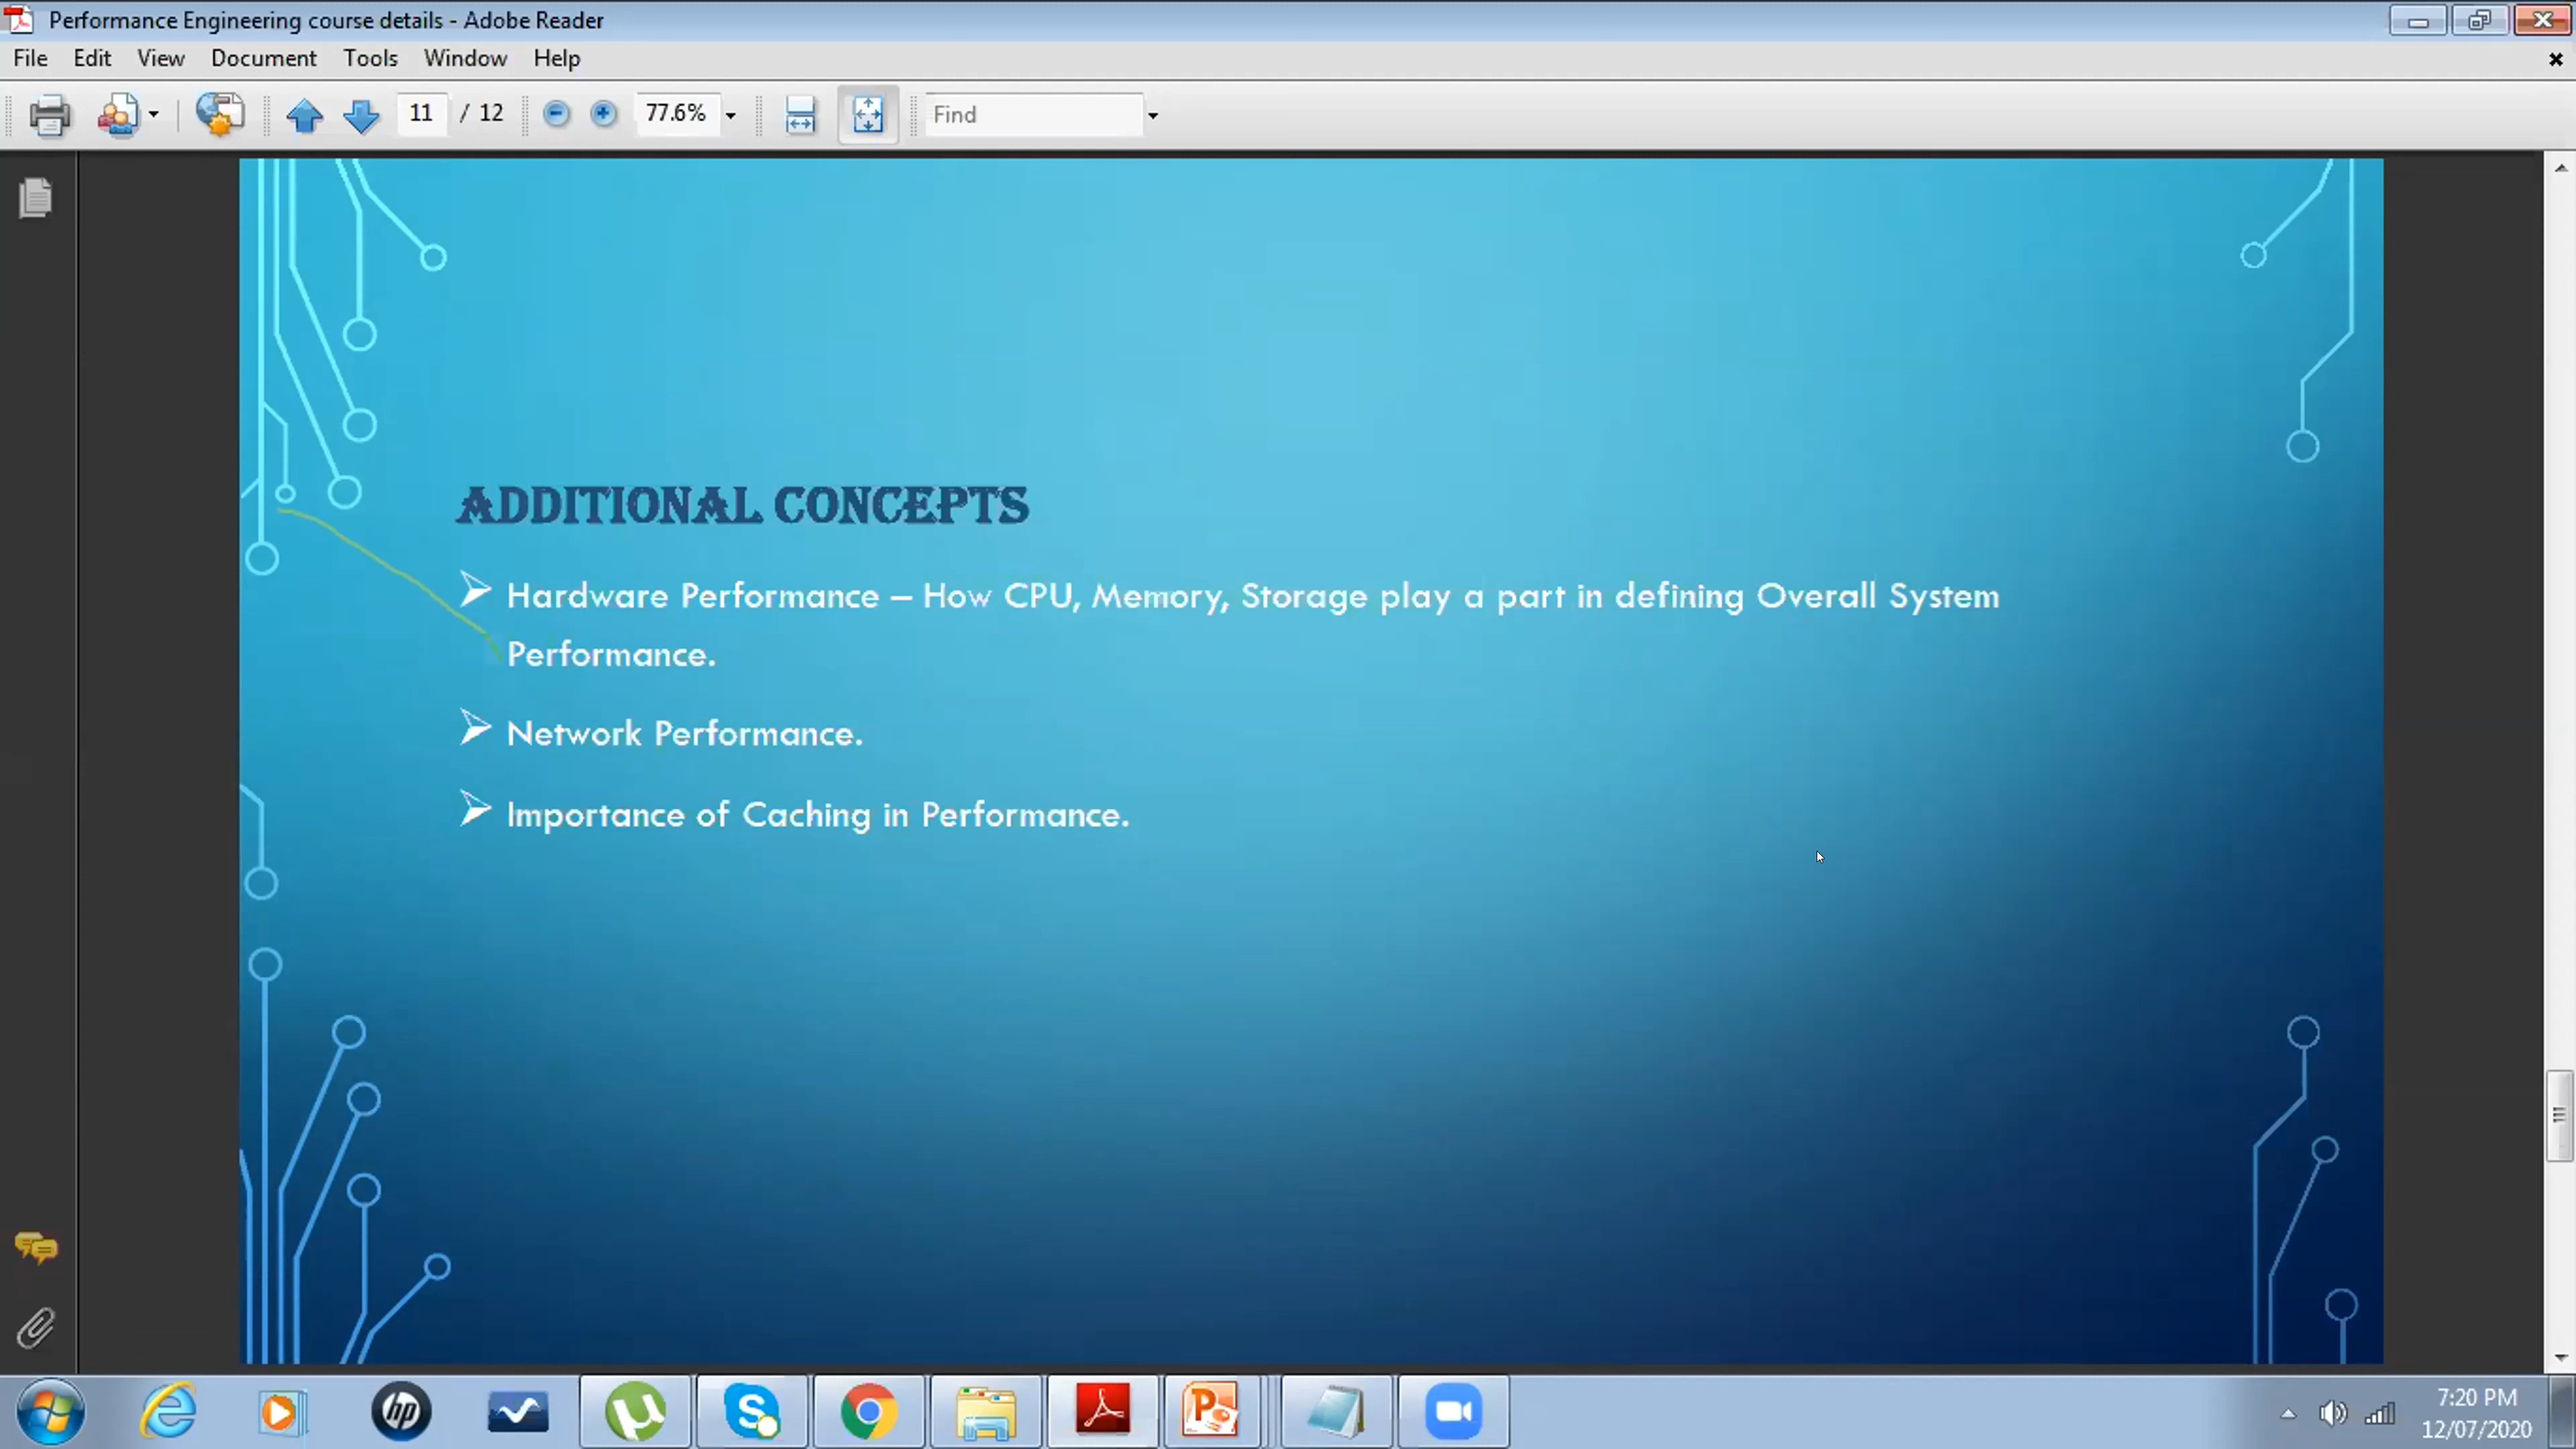 Performance Engineering course details - Adobe Reader
File Edit View Document Tools Window Help
11 / 12 77.6% Find
ADDITIONAL CONCEPTS
Hardware Performance – How CPU, Memory, Storage play a part in defining Overall System
Performance.
Network Performance.
Importance of Caching in Performance.
7:20 PM
12/07/2020